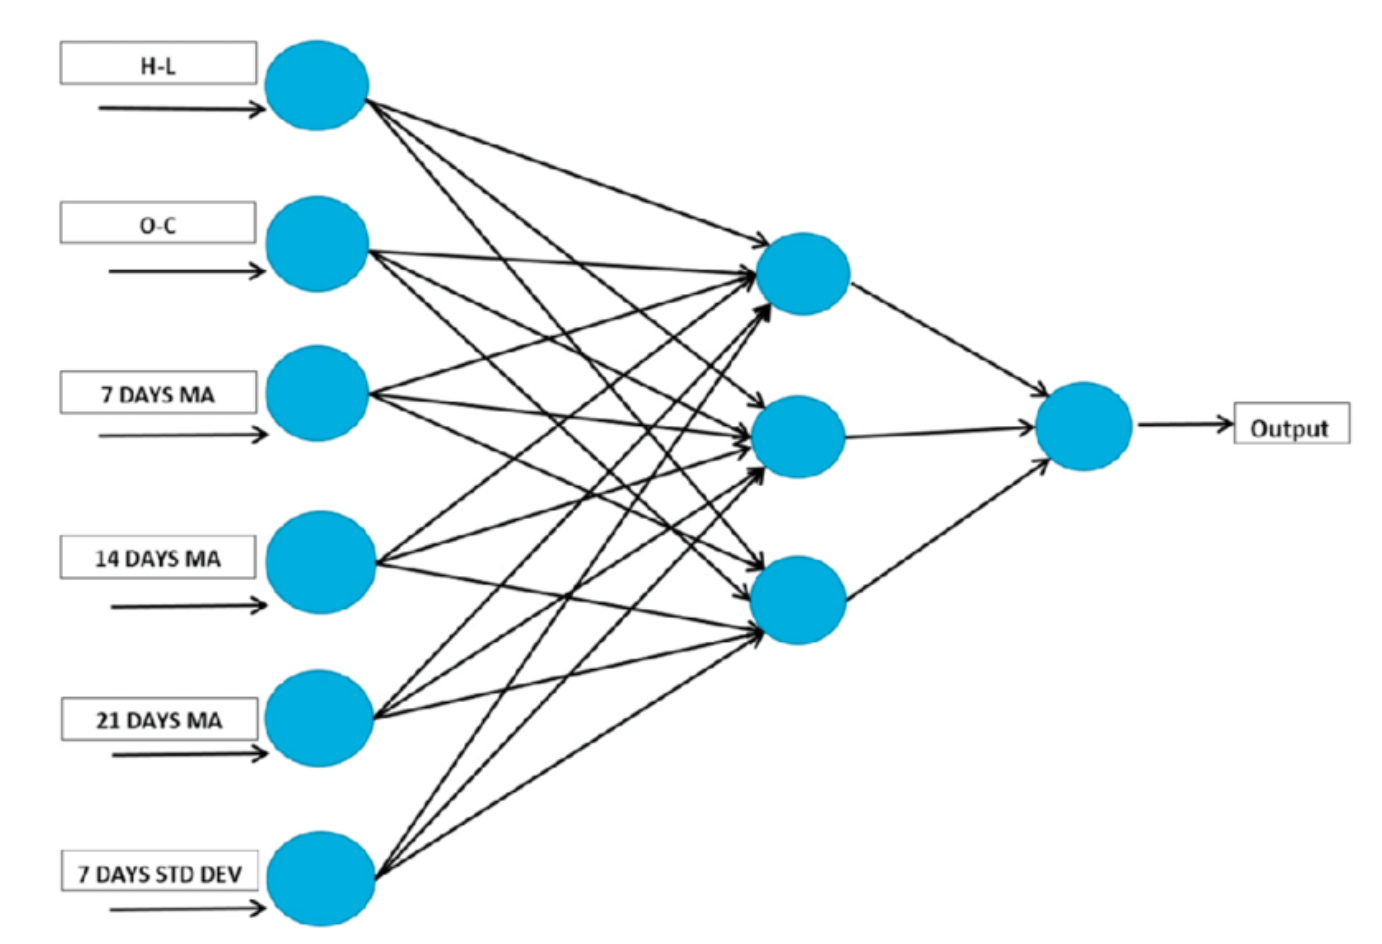 H-L
O-C
7 DAYS MA
14 DAYS MA
21 DAYS MA
7 DAYS STD DEV
Output